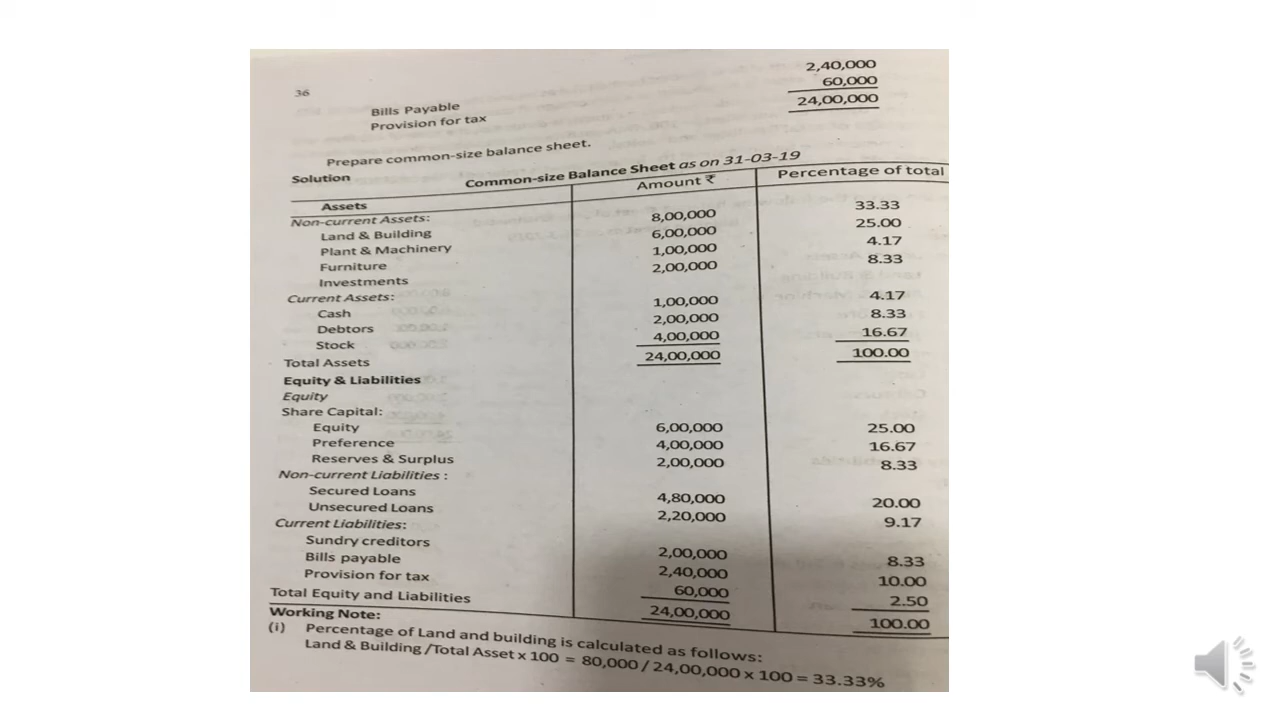 2,40,000
36
60,000
Bills Payable
24,00,000
Provision for tax
Prepare common-size balance sheet.
Solution
Common-size Balance Sheet as on 31-03-19
Amount ₹ Percentage of total
Assets
Non-current Assets:
Land & Building 8,00,000 33.33
Plant & Machinery 6,00,000 25.00
Furniture 1,00,000 4.17
Investments 2,00,000 8.33
Current Assets:
Cash 1,00,000 4.17
Debtors 2,00,000 8.33
Stock 4,00,000 16.67
Total Assets 24,00,000 100.00
Equity & Liabilities
Equity
Share Capital:
Equity 6,00,000 25.00
Preference 4,00,000 16.67
Reserves & Surplus 2,00,000 8.33
Non-current Liabilities :
Secured Loans 4,80,000 20.00
Unsecured Loans 2,20,000 9.17
Current Liabilities:
Sundry creditors 2,00,000 8.33
Bills payable 2,40,000 10.00
Provision for tax 60,000 2.50
Total Equity and Liabilities 24,00,000 100.00
Working Note:
(i) Percentage of Land and building is calculated as follows:
Land & Building /Total Asset x 100 = 80,000 / 24,00,000 x 100 = 33.33%